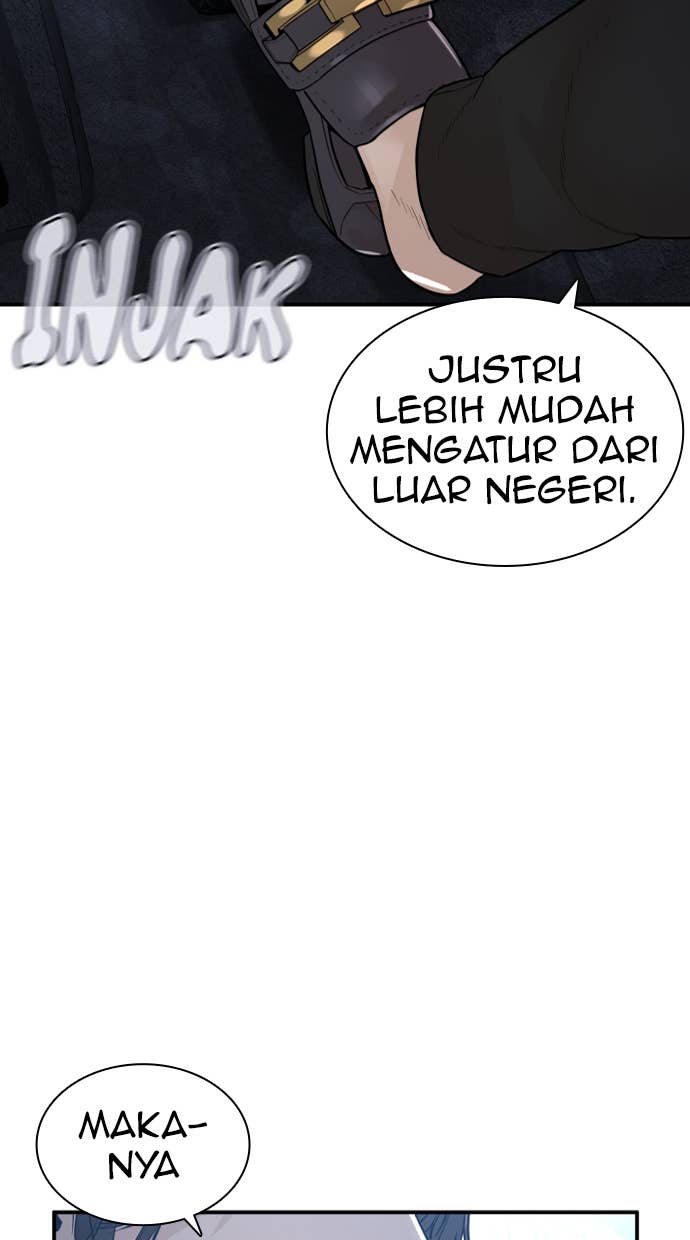 INJAK
JUSTRU
LEBIH MUDAH
MENGATUR DARI
LUAR NEGERI.
MAKA-
NYA